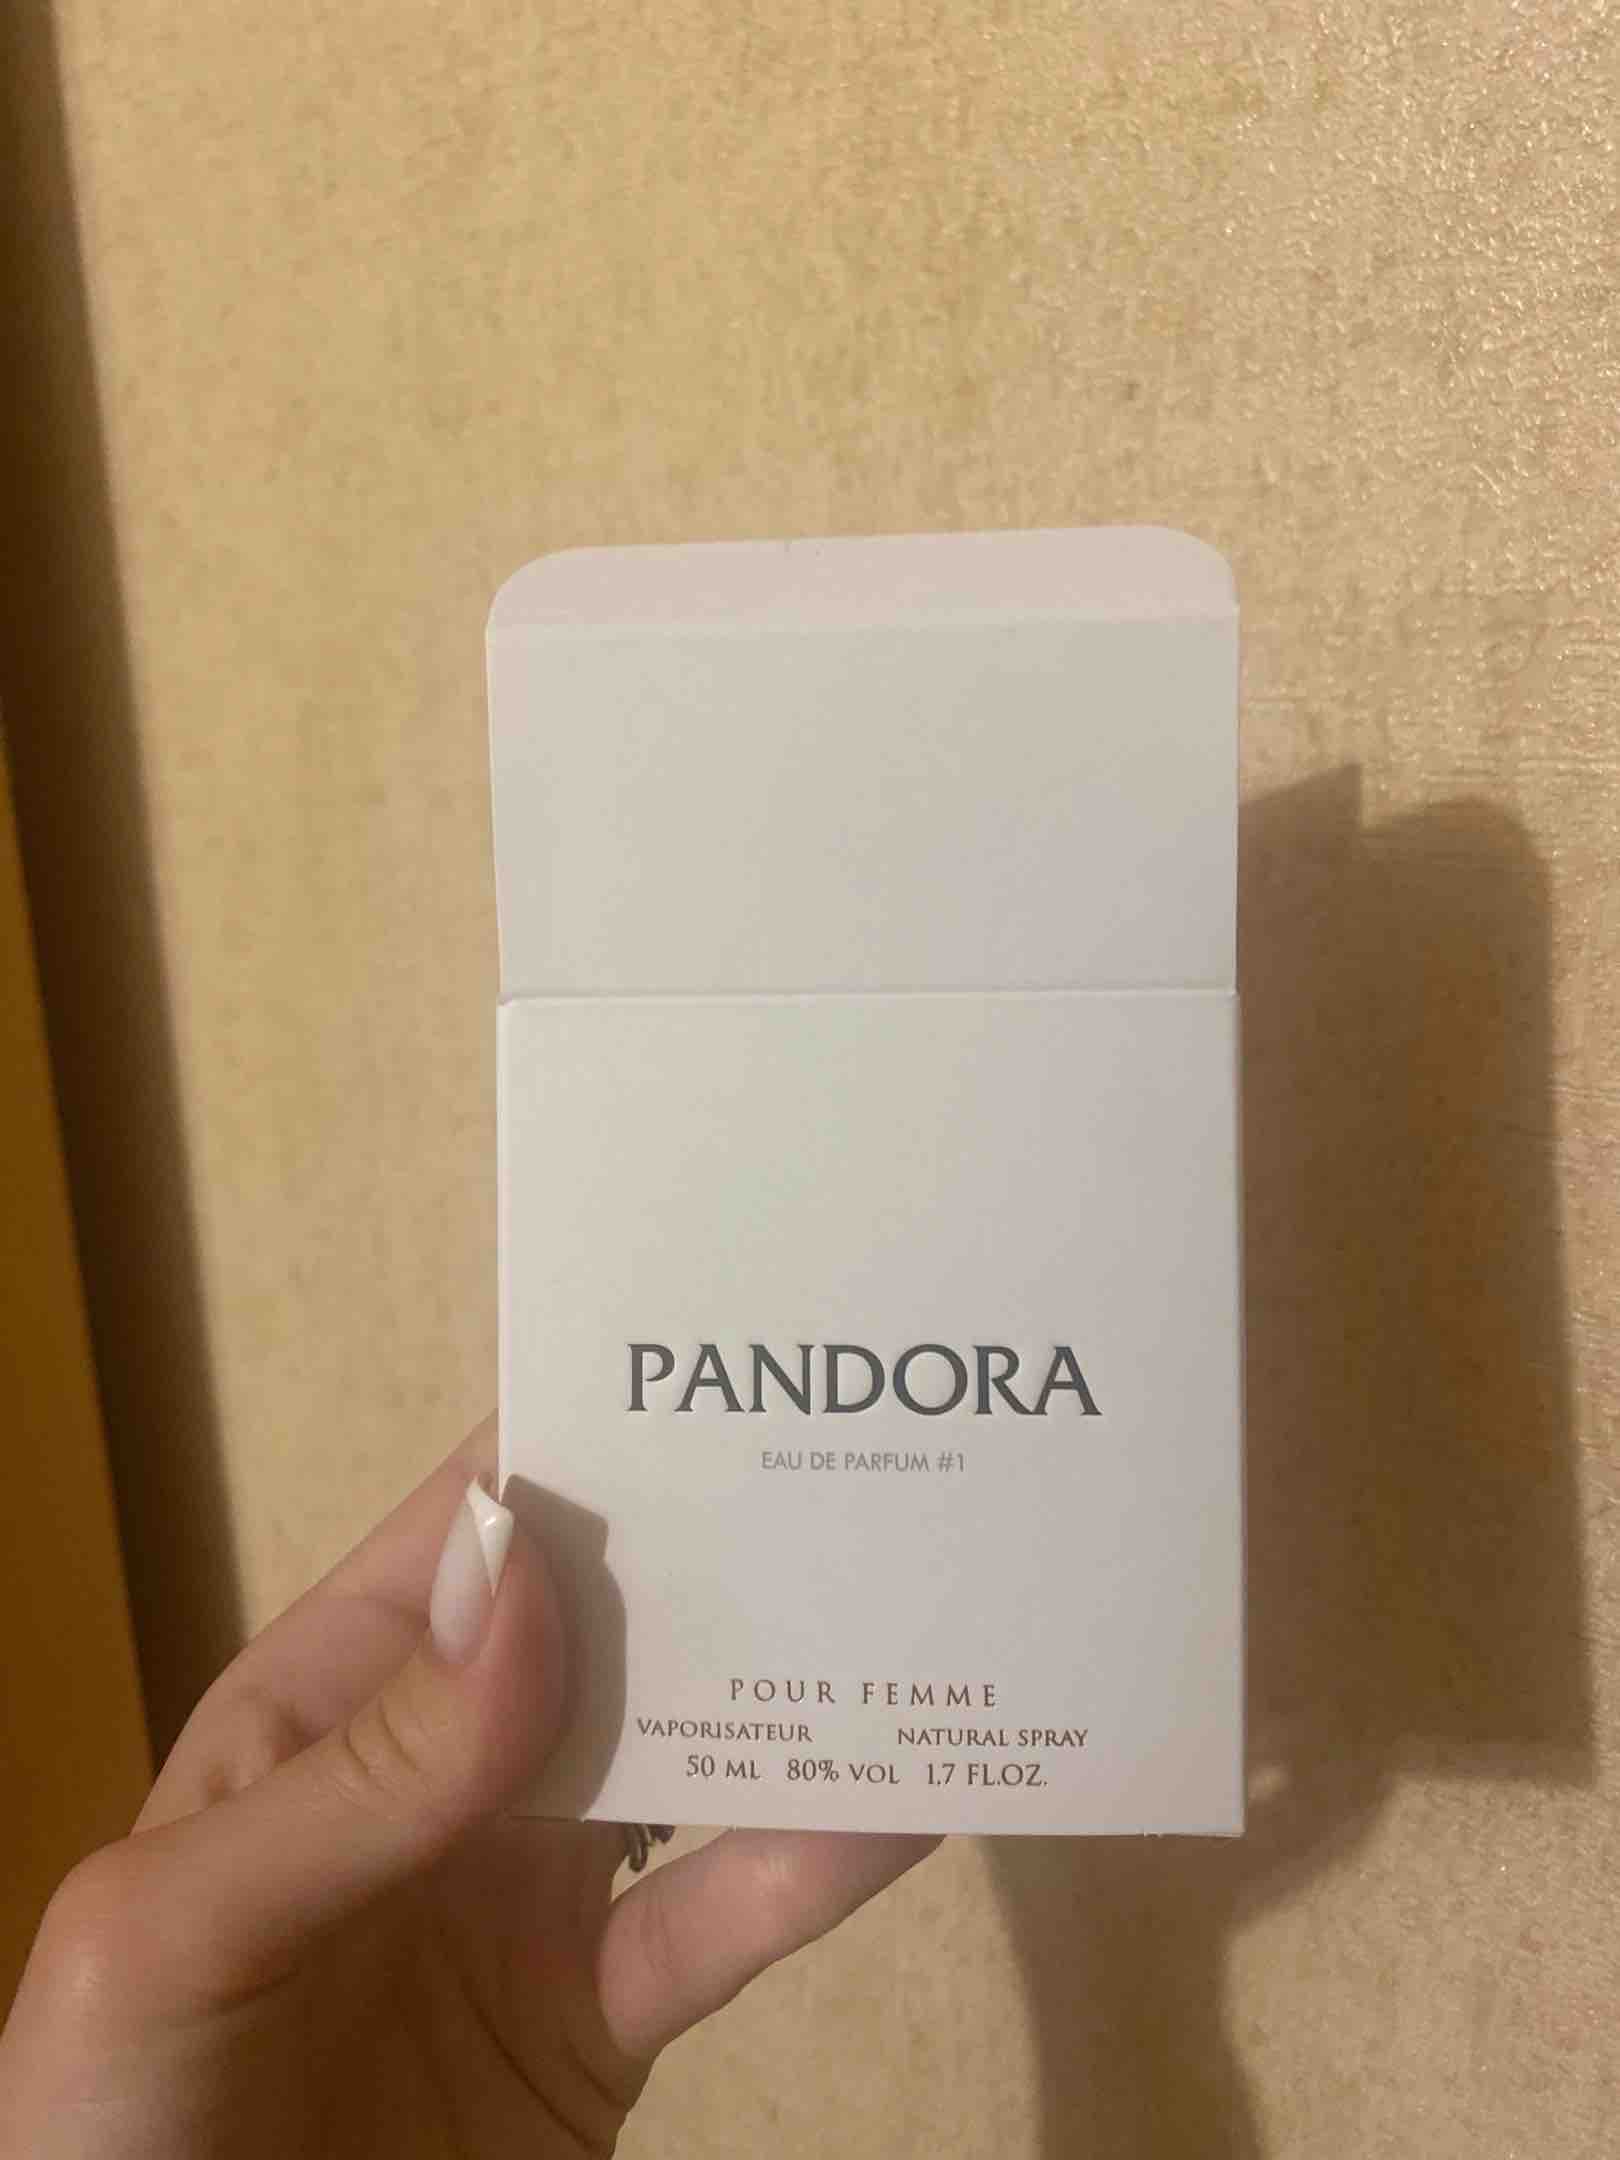 PANDORA
EAU DE PARFUM #1
POUR FEMME
VAPORISATEUR NATURAL SPRAY
50 ML 80% VOL 1,7 FL.OZ.